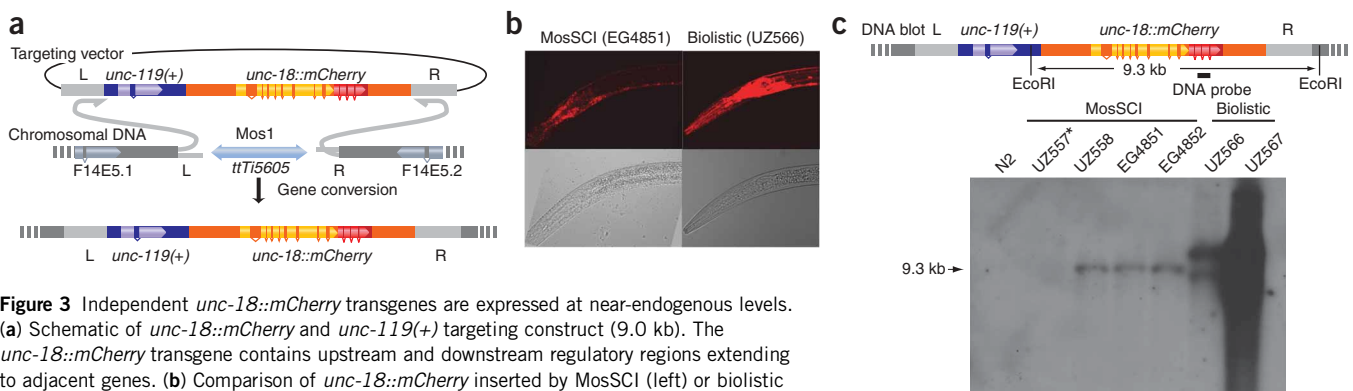 a
Targeting vector
L unc-119(+) unc-18::mCherry R
Chromosomal DNA
Mos1
F14E5.1 L ttTi5605 R F14E5.2
Gene conversion
L unc-119(+) unc-18::mCherry R
b
MosSCI (EG4851) Biolistic (UZ566)
c
DNA blot L unc-119(+) unc-18::mCherry R
9.3 kb
EcoRI EcoRI
DNA probe
MosSCI Biolistic
N2 UZ557* UZ558 EG4851 EG4852 UZ566 UZ567
9.3 kb
Figure 3 Independent unc-18::mCherry transgenes are expressed at near-endogenous levels.
(a) Schematic of unc-18::mCherry and unc-119(+) targeting construct (9.0 kb). The
unc-18::mCherry transgene contains upstream and downstream regulatory regions extending
to adjacent genes. (b) Comparison of unc-18::mCherry inserted by MosSCI (left) or biolistic